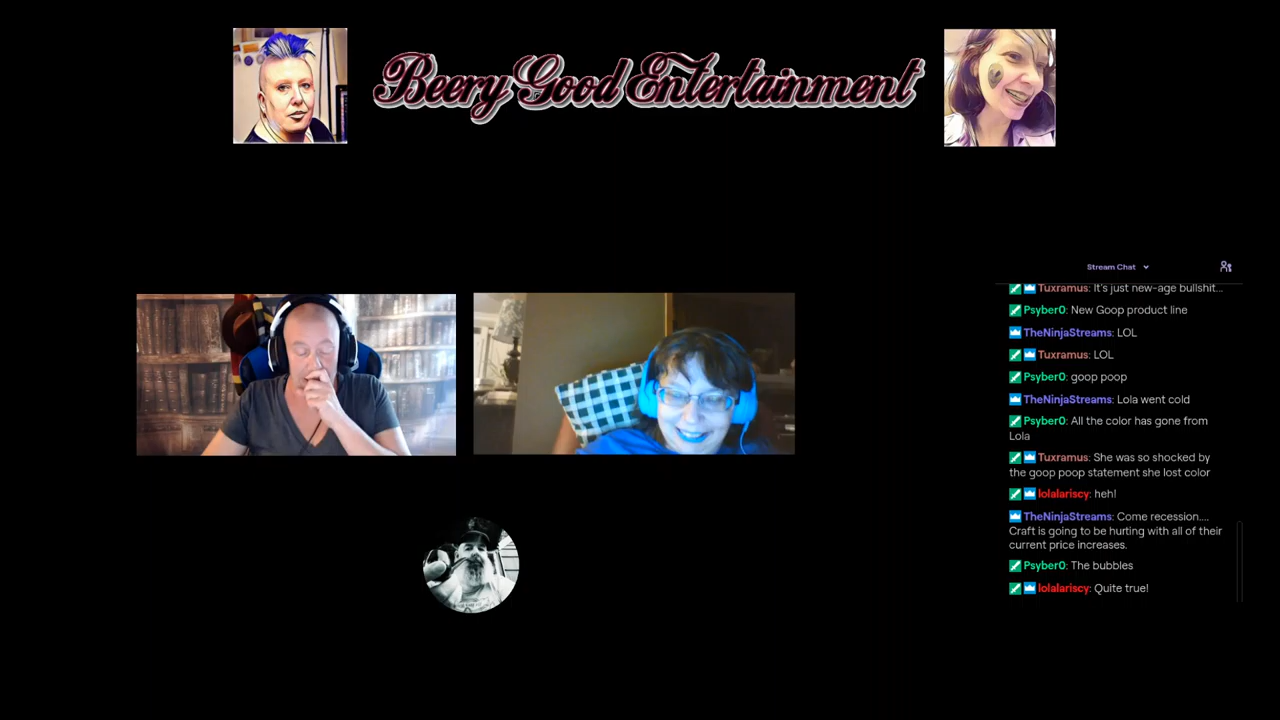 Beery Good Entertainment
Stream Chat
Tuxramus: It's just new-age bullshit...
Psyber0: New Goop product line
TheNinjaStreams: LOL
Tuxramus: LOL
Psyber0: goop poop
TheNinjaStreams: Lola went cold
Psyber0: All the color has gone from
Lola
Tuxramus: She was so shocked by
the goop poop statement she lost color
lolalariscy: heh!
TheNinjaStreams: Come recession....
Craft is going to be hurting with all of their
current price increases.
Psyber0: The bubbles
lolalariscy: Quite true!